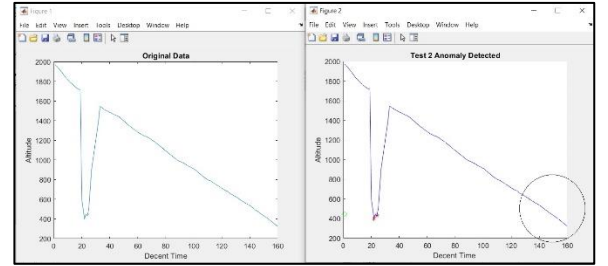 Figure 1
File Edit View Insert Tools Desktop Window Help
Original Data
2000
1800
1600
1400
1200
1000
800
600
400
200
Altitude
0 20 40 60 80 100 120 140 160
Decent Time
Figure 2
File Edit View Insert Tools Desktop Window Help
Test 2 Anomaly Detected
2000
1800
1600
1400
1200
1000
800
600
400
200
Altitude
0 20 40 60 80 100 120 140 160
Decent Time